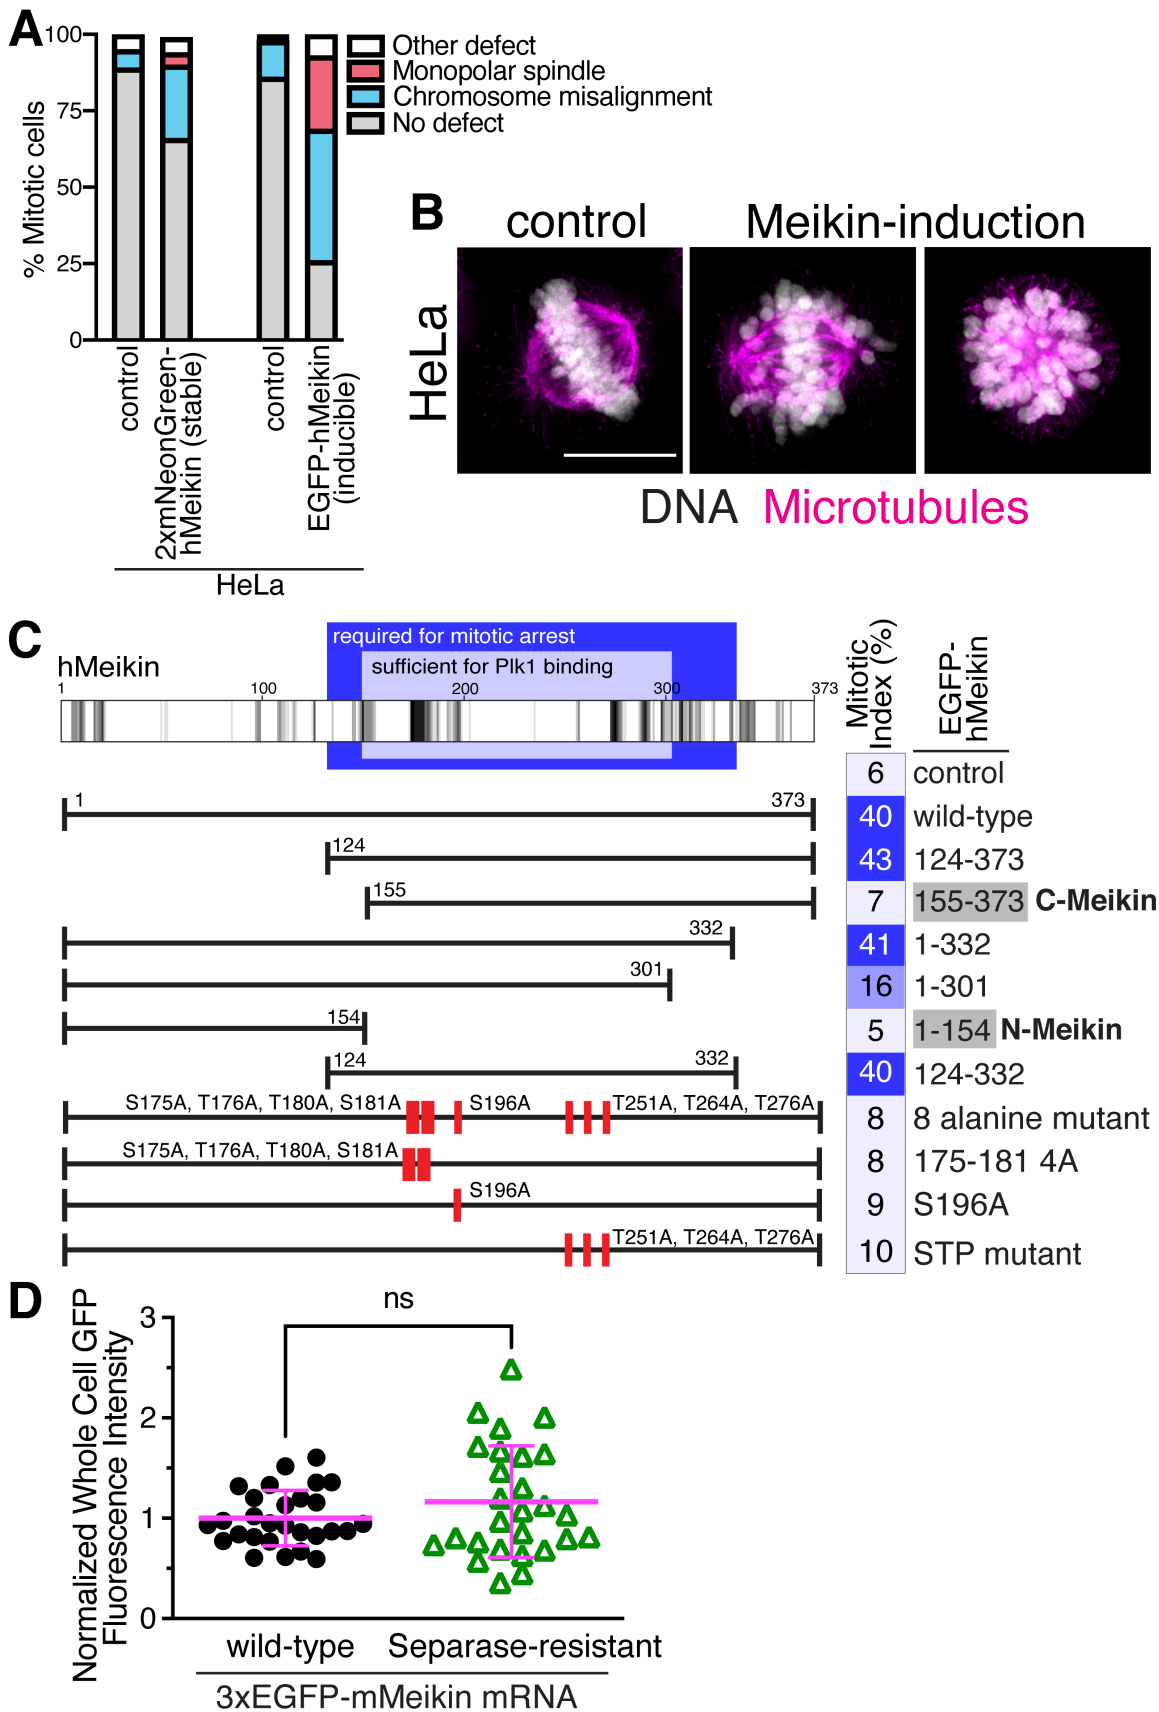 A
100
75
50
25
0
% Mitotic cells
Other defect
Monopolar spindle
Chromosome misalignment
No defect
control
2xmNeonGreen-
hMeikin (stable)
control
EGFP-hMeikin
(inducible)
HeLa
B
control
Meikin-induction
HeLa
DNA Microtubules
C
required for mitotic arrest
sufficient for Plk1 binding
hMeikin
1
100
200
300
373
Mitotic
Index (%)
EGFP-
hMeikin
6 control
1 373 40 wild-type
124 43 124-373
155 7 155-373 C-Meikin
332 41 1-332
301 16 1-301
154 5 1-154 N-Meikin
124 332 40 124-332
S175A, T176A, T180A, S181A S196A T251A, T264A, T276A 8 8 alanine mutant
S175A, T176A, T180A, S181A 8 175-181 4A
S196A 9 S196A
T251A, T264A, T276A 10 STP mutant
D
Normalized Whole Cell GFP
Fluorescence Intensity
3
2
1
0
ns
wild-type
Separase-resistant
3xEGFP-mMeikin mRNA